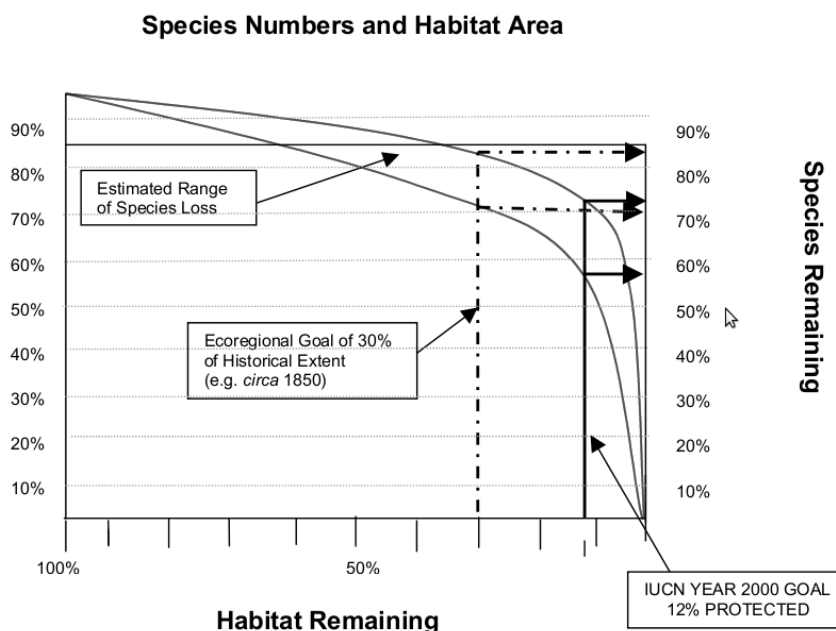 Species Numbers and Habitat Area
90%
80%
70%
60%
50%
40%
30%
20%
10%
Estimated Range
of Species Loss
Ecoregional Goal of 30%
of Historical Extent
(e.g. circa 1850)
90%
80%
70%
60%
50%
40%
30%
20%
10%
Species Remaining
100%
50%
Habitat Remaining
IUCN YEAR 2000 GOAL
12% PROTECTED